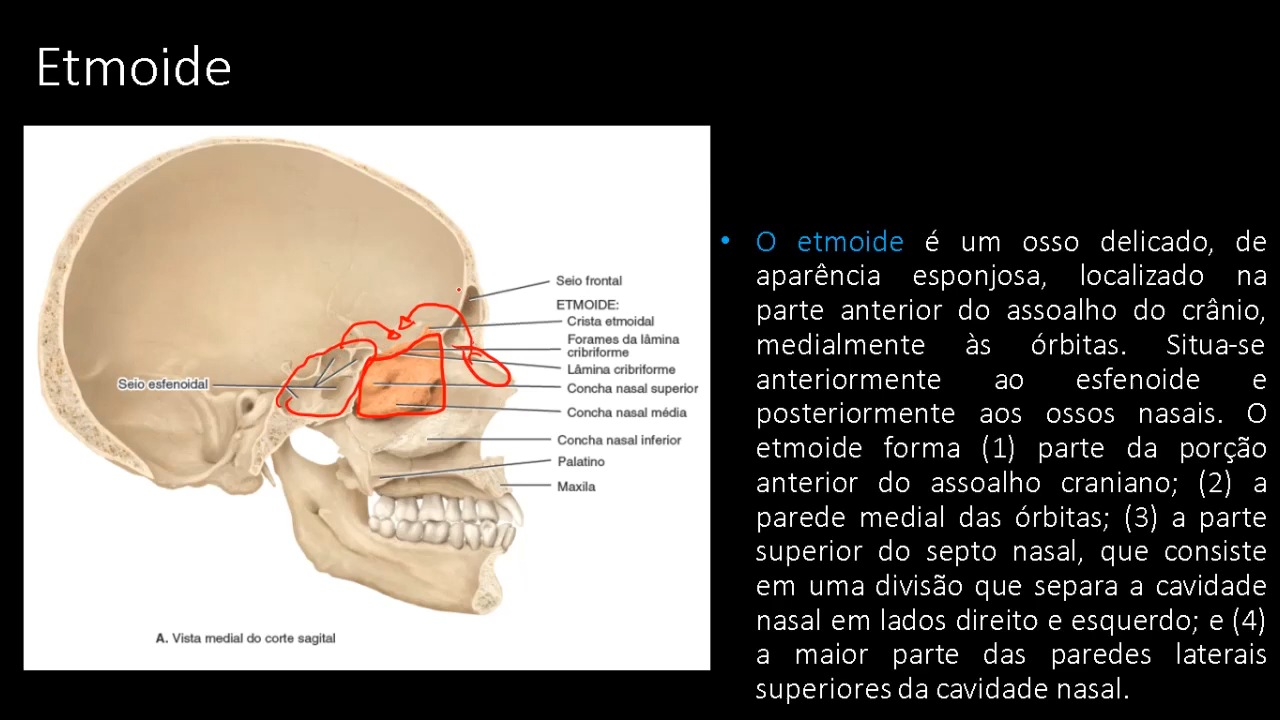 Etmoide
Seio frontal
ETMOIDE:
Crista etmoidal
Forames da lâmina
cribriforme
Lâmina cribriforme
Seio esfenoidal
Concha nasal superior
Concha nasal média
Concha nasal inferior
Palatino
Maxila
A. Vista medial do corte sagital
• O etmoide é um osso delicado, de
aparência esponjosa, localizado na
parte anterior do assoalho do crânio,
medialmente às órbitas. Situa-se
anteriormente ao esfenoide e
posteriormente aos ossos nasais. O
etmoide forma (1) parte da porção
anterior do assoalho craniano; (2) a
parede medial das órbitas; (3) a parte
superior do septo nasal, que consiste
em uma divisão que separa a cavidade
nasal em lados direito e esquerdo; e (4)
a maior parte das paredes laterais
superiores da cavidade nasal.